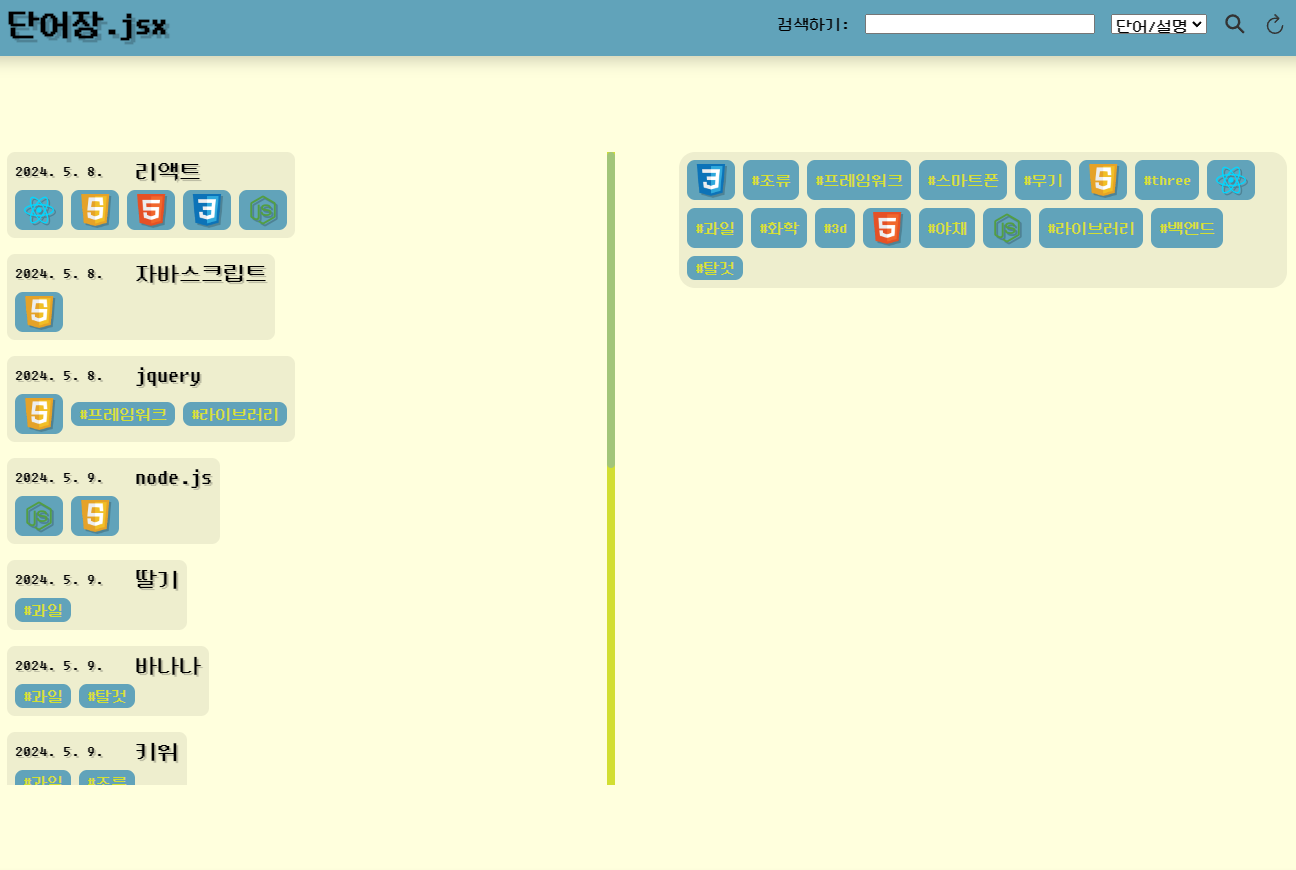 단어장.jsx
검색하기:
단어/설명
2024. 5. 8. 리액트
JS
2024. 5. 8. 자바스크립트
2024. 5. 8. jquery
#프레임워크 #라이브러리
2024. 5. 9. node.js
JS
2024. 5. 9. 딸기
#과일
2024. 5. 9. 바나나
#과일 #탈것
2024. 5. 9. 키위
#과일 #조류
#조류 #프레임워크 #스마트폰 #무기 #three
#과일 #화학 #3d #야채 JS #라이브러리 #백엔드
#탈것